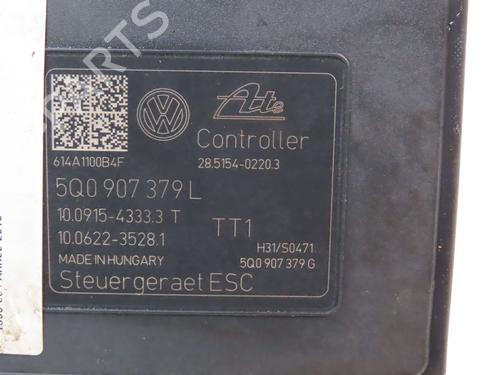 Ate
Controller
614A1100B4F
28.5154-0220.3
5Q0 907 379 L
10.0915-4333.3 T
TT1
10.0622-3528.1
H31/S0471
MADE IN HUNGARY
5Q0 907 379 G
Steuergeraet ESC